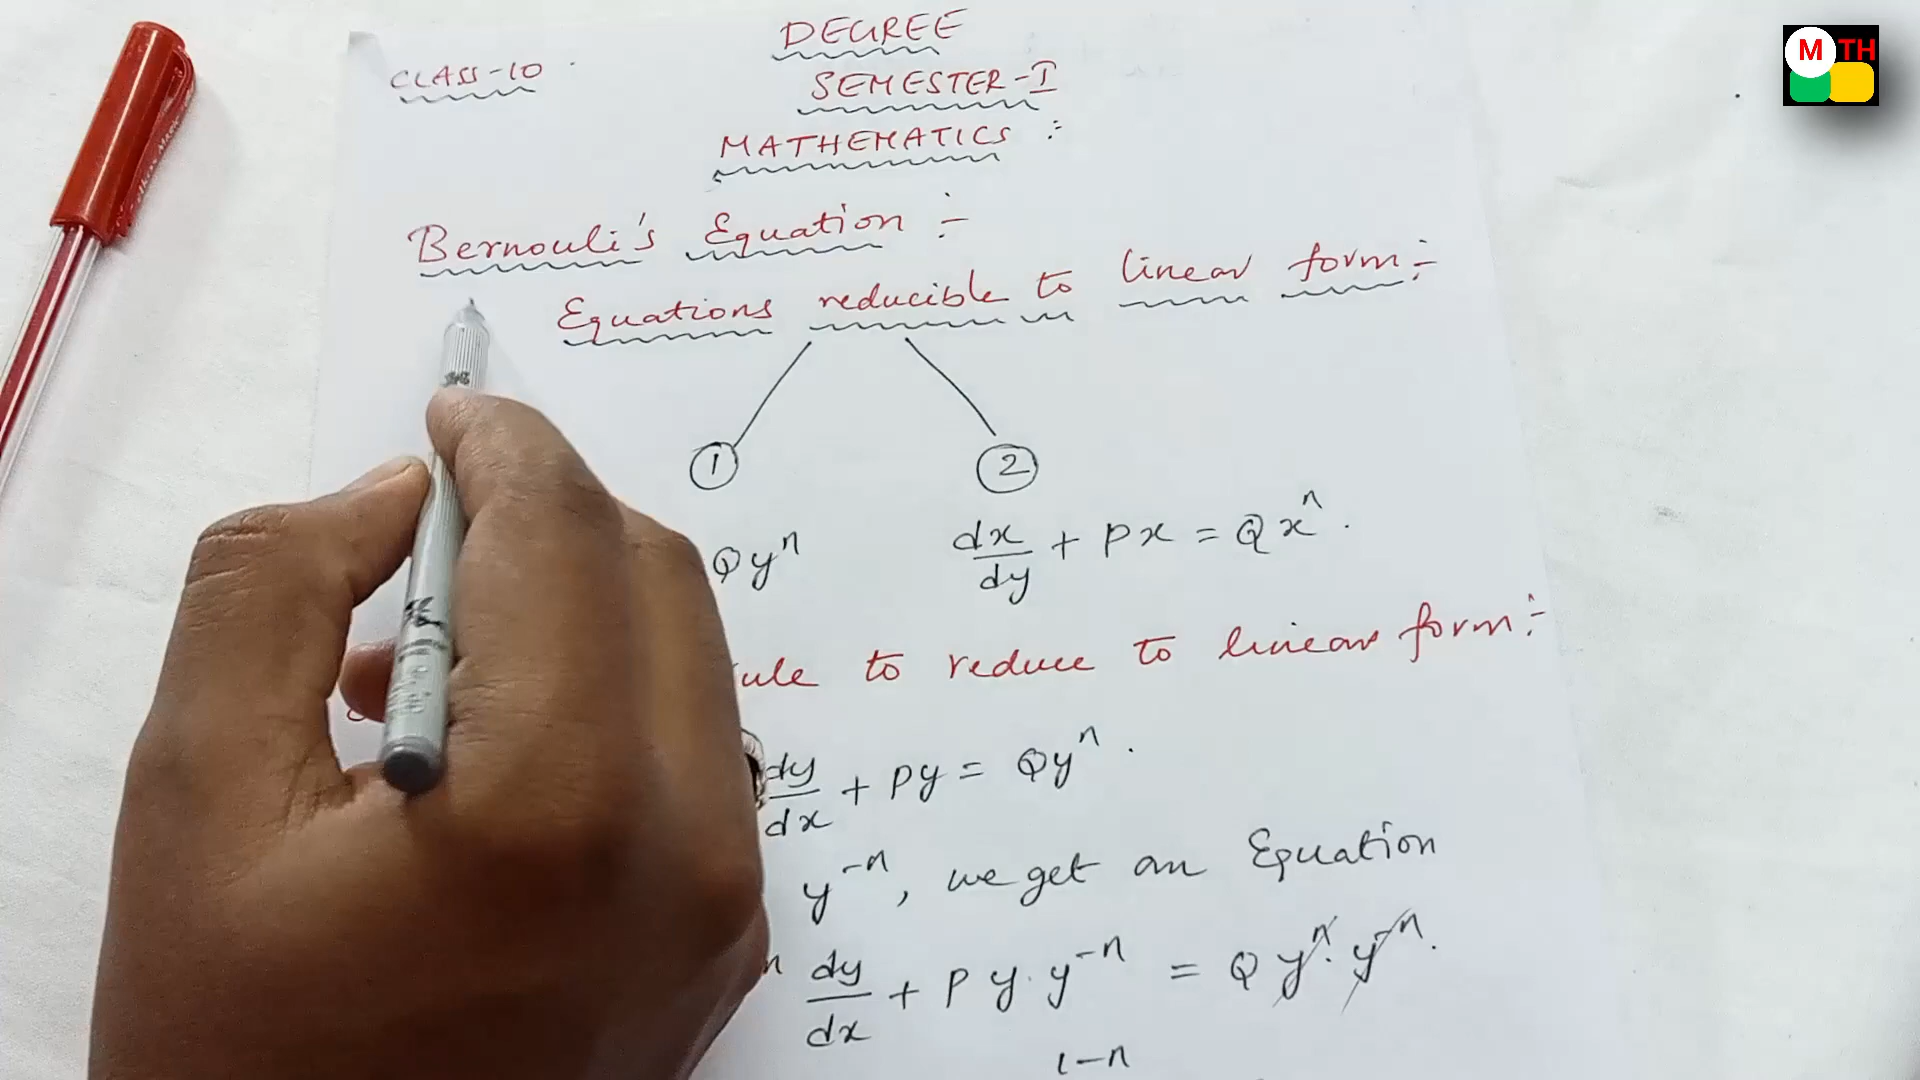 DEGREE
CLASS-10
SEMESTER-I
MATHEMATICS :-
M TH
Bernouli's Equation :-
Equations reducible to linear form :-
1 2
Qyⁿ dx/dy + Px = Qxⁿ.
to reduce to linear form :-
dy/dx + Py = Qyⁿ.
y⁻ⁿ, we get an Equation
dy/dx + P y. y⁻ⁿ = Q yⁿ. y⁻ⁿ.
1-n